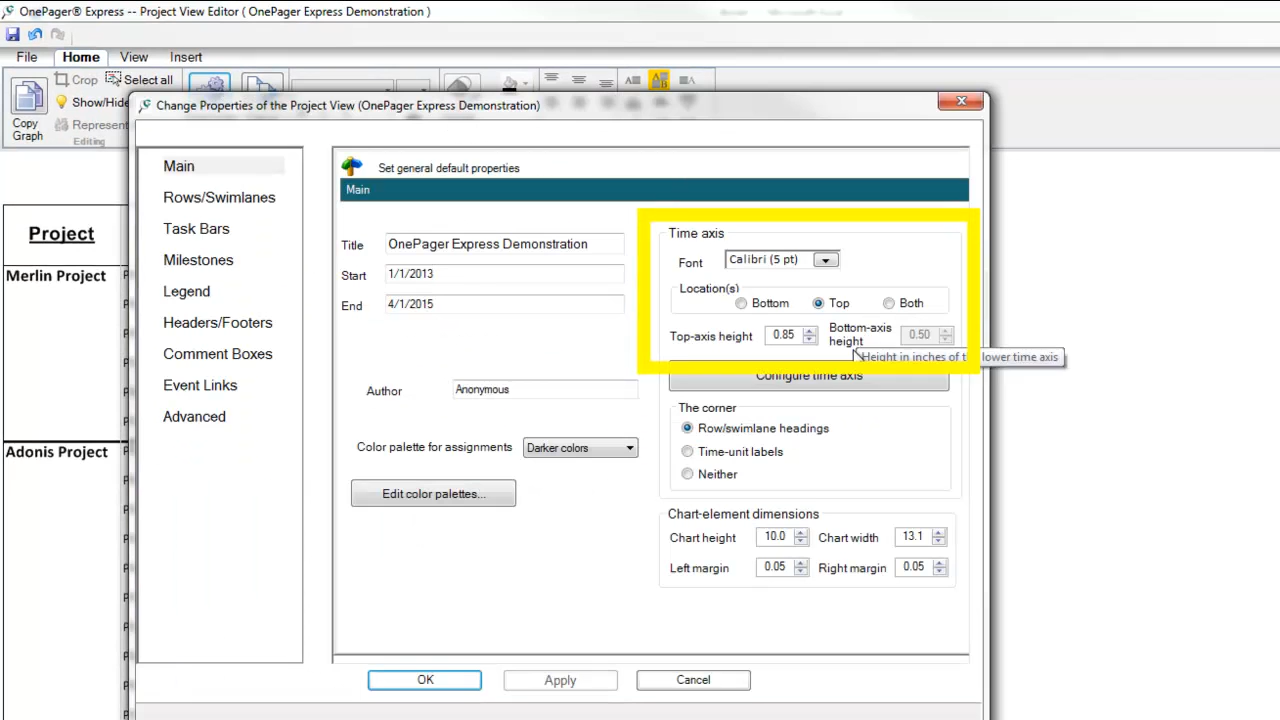 OnePager® Express -- Project View Editor ( OnePager Express Demonstration )
File Home View Insert
Crop Select all
Show/Hide
Represent
Copy Graph
Editing
Change Properties of the Project View (OnePager Express Demonstration)
Project
Merlin Project
Adonis Project
Main
Rows/Swimlanes
Task Bars
Milestones
Legend
Headers/Footers
Comment Boxes
Event Links
Advanced
Set general default properties
Main
Title OnePager Express Demonstration
Start 1/1/2013
End 4/1/2015
Author Anonymous
Color palette for assignments Darker colors
Edit color palettes...
Time axis
Font Calibri (5 pt)
Location(s)
Bottom Top Both
Top-axis height 0.85 Bottom-axis height 0.50
Height in inches of the lower time axis
Configure time axis
The corner
Row/swimlane headings
Time-unit labels
Neither
Chart-element dimensions
Chart height 10.0 Chart width 13.1
Left margin 0.05 Right margin 0.05
OK Apply Cancel